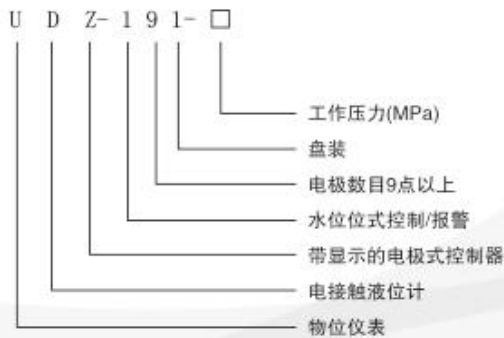 U D Z-1 9 1-□
工作压力(MPa)
盘装
电极数目9点以上
水位位式控制/报警
带显示的电极式控制器
电接触液位计
物位仪表